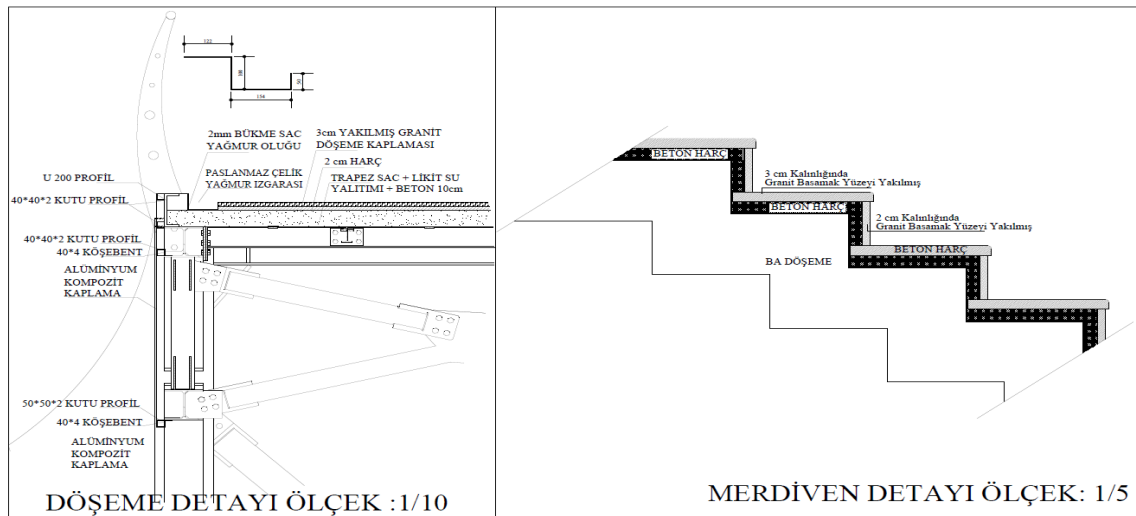 122
100
154
50
2mm BÜKME SAC
YAĞMUR OLUĞU
3cm YAKILMIŞ GRANİT
DÖŞEME KAPLAMASI
2 cm HARÇ
PASLANMAZ ÇELİK
YAĞMUR IZGARASI
TRAPEZ SAC + LİKİT SU
YALITIMI + BETON 10cm
U 200 PROFİL
40*40*2 KUTU PROFİL
40*40*2 KUTU PROFİL
40*4 KÖŞEBENT
ALÜMİNYUM
KOMPOZİT
KAPLAMA
50*50*2 KUTU PROFİL
40*4 KÖŞEBENT
ALÜMİNYUM
KOMPOZİT
KAPLAMA
DÖŞEME DETAYI ÖLÇEK :1/10
BETON HARÇ
3 cm Kalınlığında
Granit Basamak Yüzeyi Yakılmış
BETON HARÇ
2 cm Kalınlığında
Granit Basamak Yüzeyi Yakılmış
BETON HARÇ
BA DÖŞEME
MERDİVEN DETAYI ÖLÇEK: 1/5